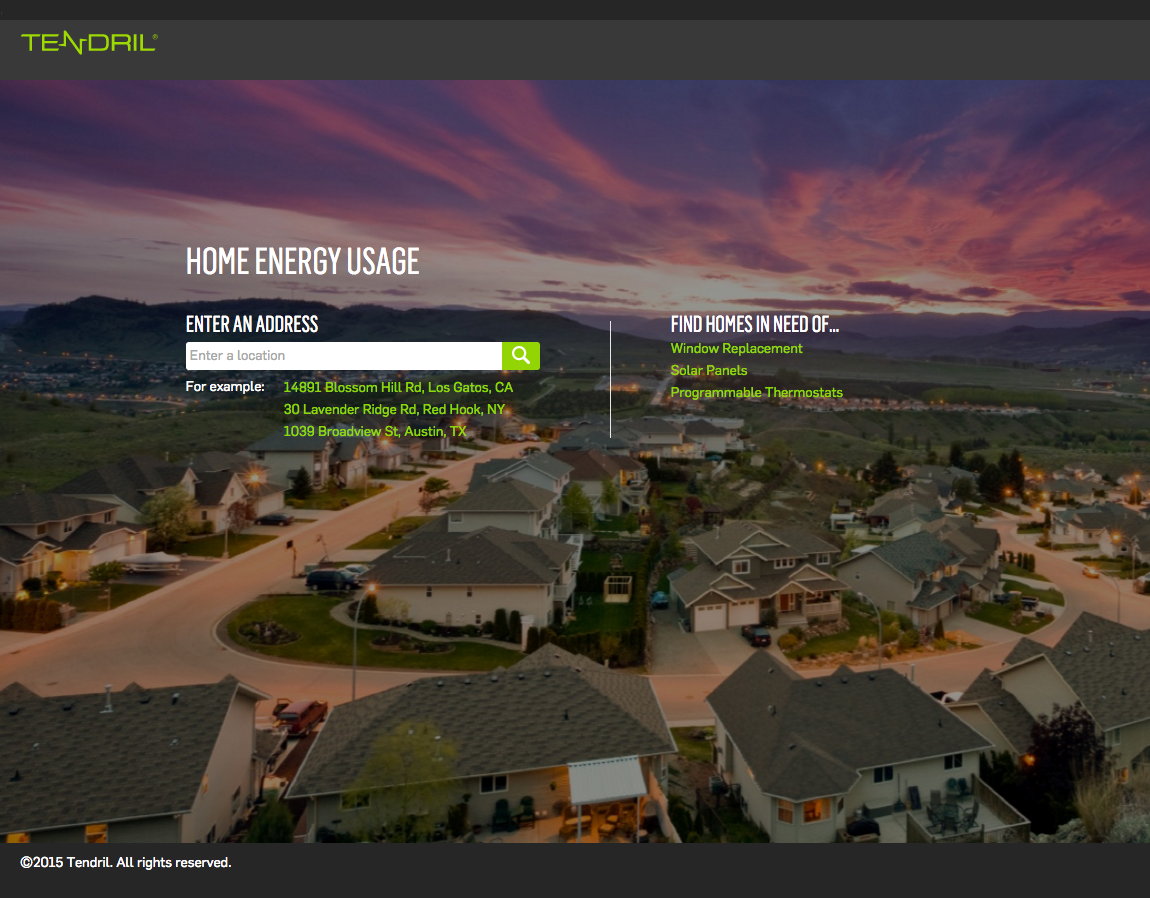 TENDRIL®
HOME ENERGY USAGE
ENTER AN ADDRESS
Enter a location
For example:
14891 Blossom Hill Rd, Los Gatos, CA
30 Lavender Ridge Rd, Red Hook, NY
1039 Broadview St, Austin, TX
FIND HOMES IN NEED OF...
Window Replacement
Solar Panels
Programmable Thermostats
©2015 Tendril. All rights reserved.